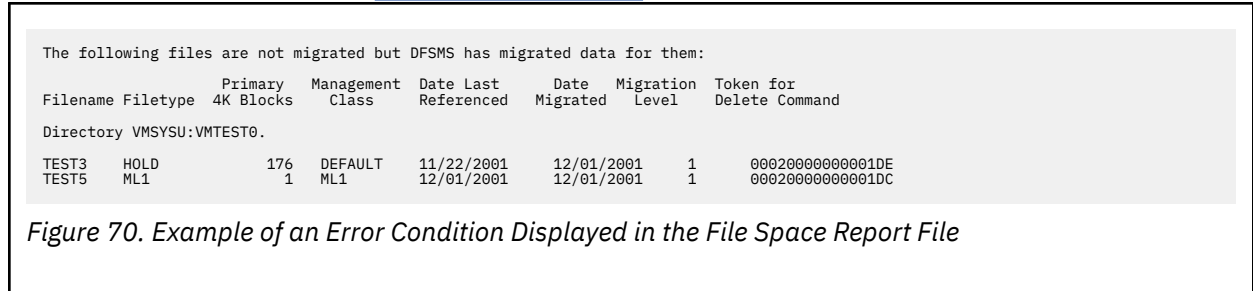 The following files are not migrated but DFSMS has migrated data for them:
Primary Management Date Last Date Migration Token for
Filename Filetype 4K Blocks Class Referenced Migrated Level Delete Command
Directory VMSYSU:VMTEST0.
TEST3 HOLD 176 DEFAULT 11/22/2001 12/01/2001 1 00020000000001DE
TEST5 ML1 1 ML1 12/01/2001 12/01/2001 1 00020000000001DC
Figure 70. Example of an Error Condition Displayed in the File Space Report File